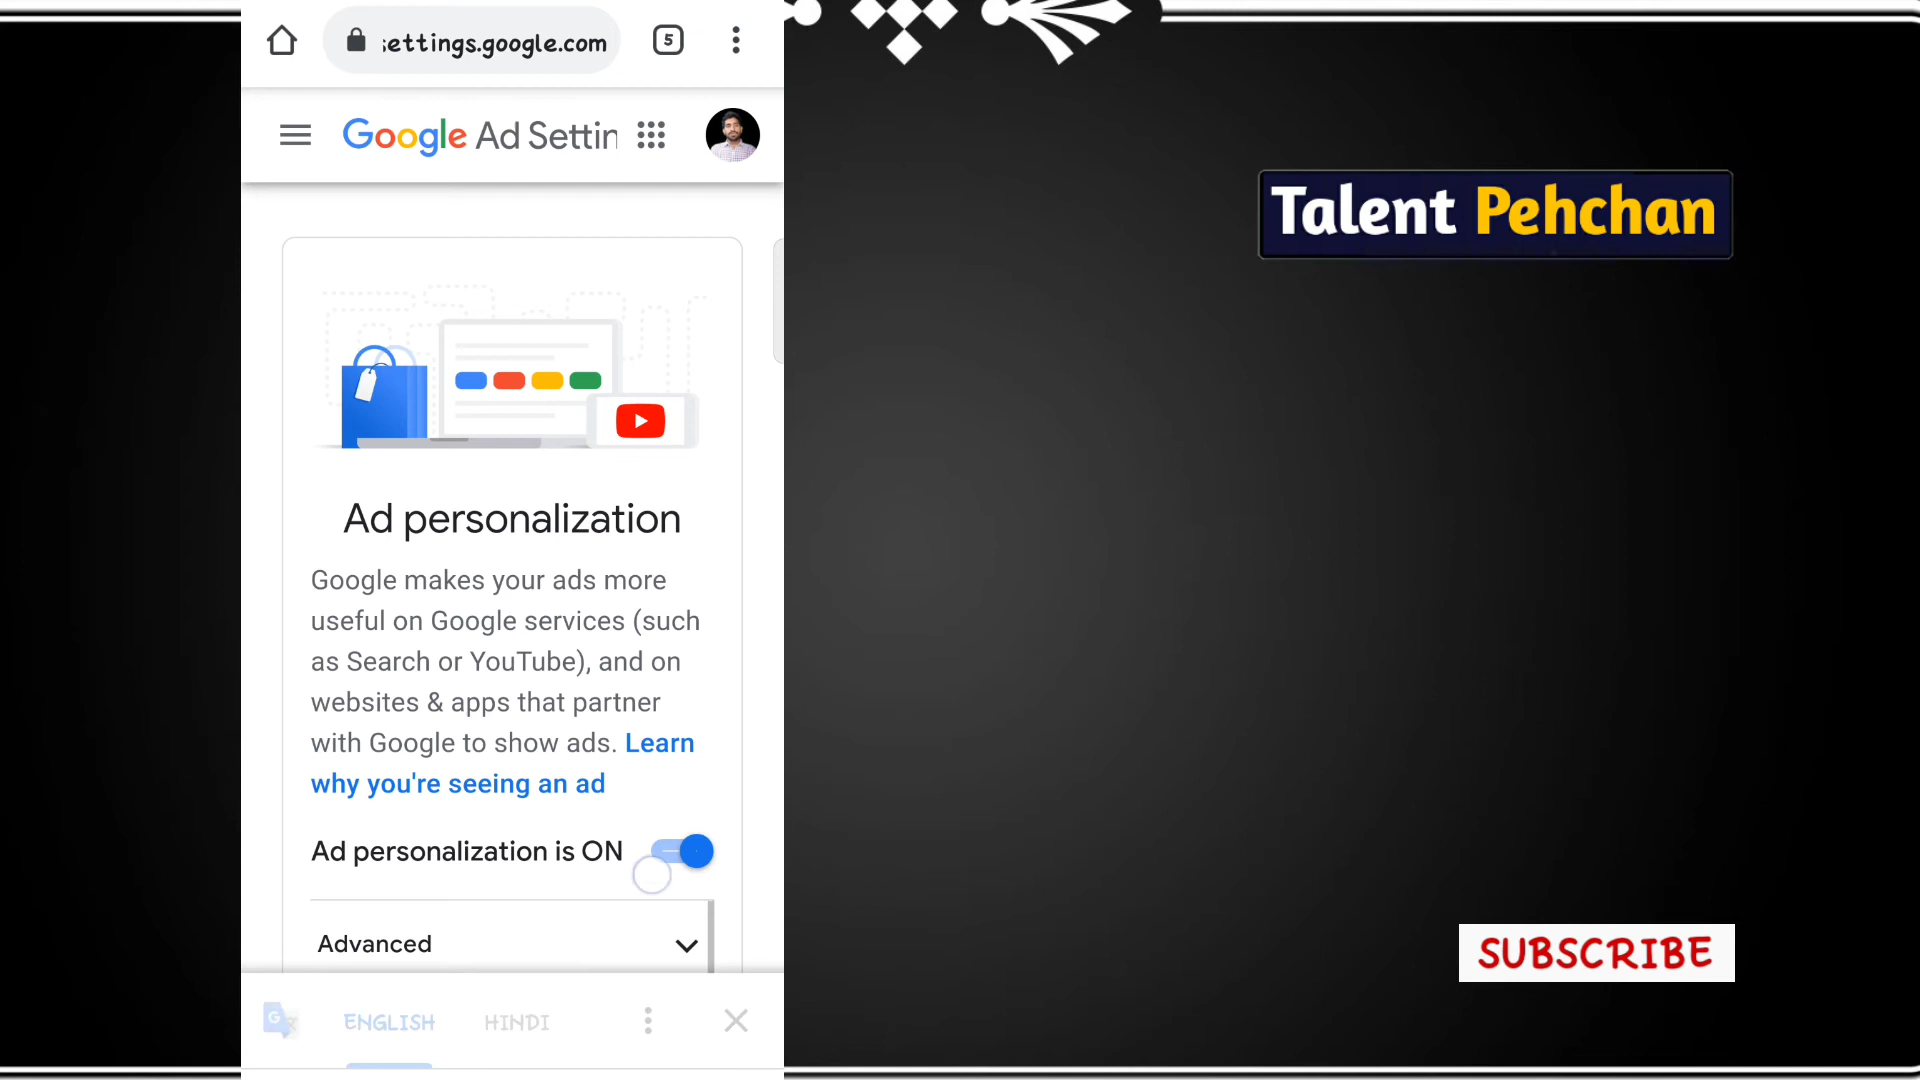 settings.google.com
5
Google Ad Settin
Talent Pehchan
Ad personalization
Google makes your ads more
useful on Google services (such
as Search or YouTube), and on
websites & apps that partner
with Google to show ads. Learn
why you're seeing an ad
Ad personalization is ON
Advanced
SUBSCRIBE
G ENGLISH HINDI